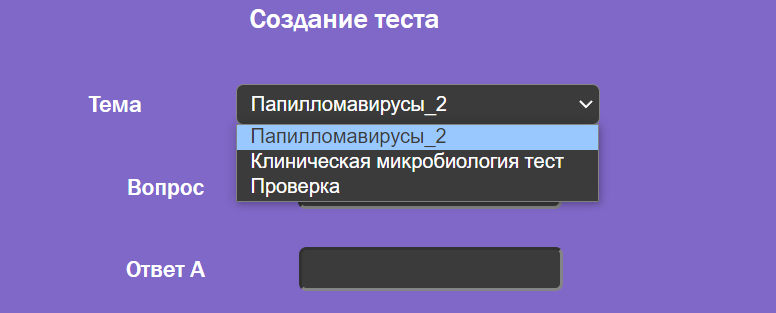 Создание теста
Тема
Папилломавирусы_2
Папилломавирусы_2
Клиническая микробиология тест
Проверка
Вопрос
Ответ А